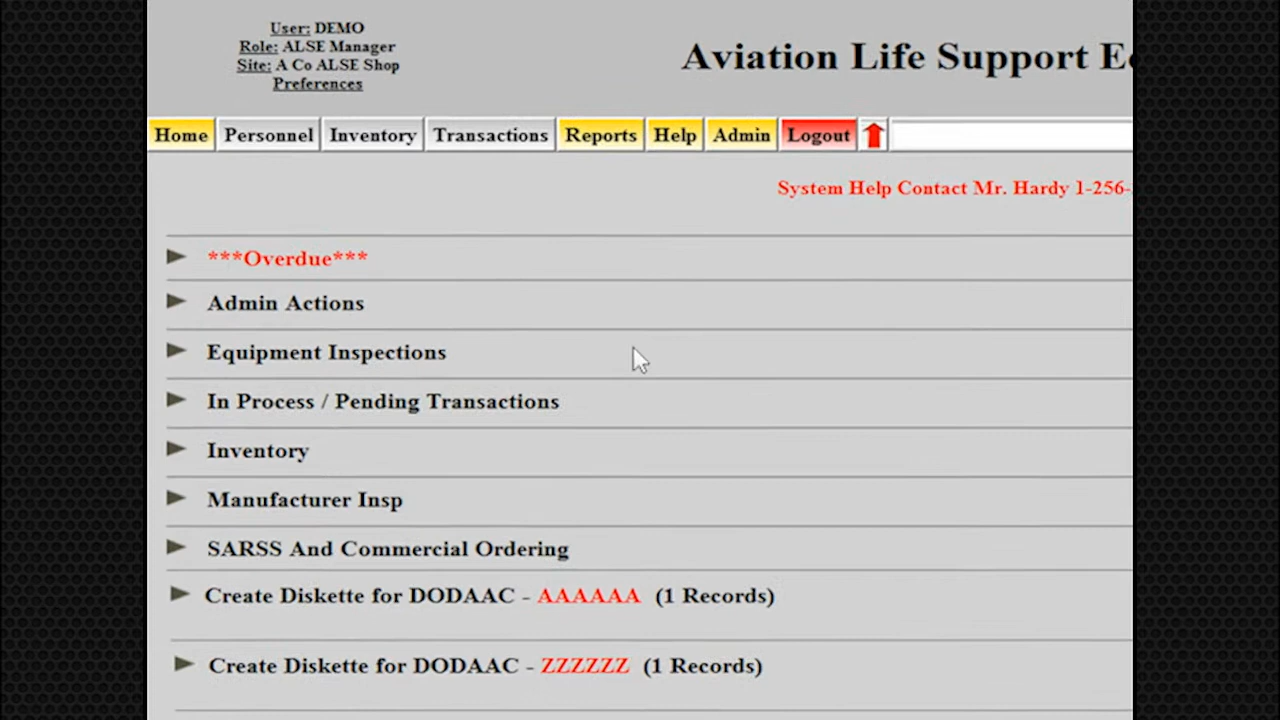 User: DEMO
Role: ALSE Manager
Site: A Co ALSE Shop
Preferences
Aviation Life Support
Home Personnel Inventory Transactions Reports Help Admin Logout
System Help Contact Mr. Hardy 1-256-
***Overdue***
Admin Actions
Equipment Inspections
In Process / Pending Transactions
Inventory
Manufacturer Insp
SARSS And Commercial Ordering
Create Diskette for DODAAC - AAAAAA (1 Records)
Create Diskette for DODAAC - ZZZZZZ (1 Records)